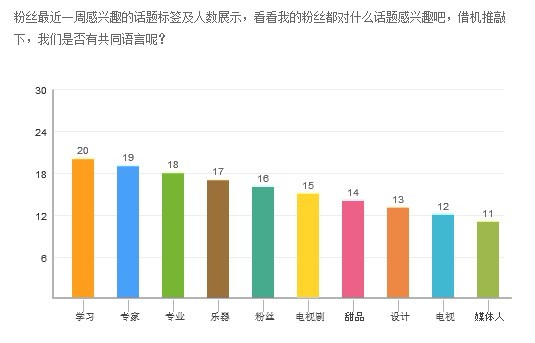 粉丝最近一周感兴趣的话题标签及人数展示，看看我的粉丝都对什么话题感兴趣吧，借机推敲
下，我们是否有共同语言呢？
30
24
18
12
6
20
19
18
17
16
15
14
13
12
11
学习
专家
专业
乐器
粉丝
电视剧
甜品
设计
电视
媒体人